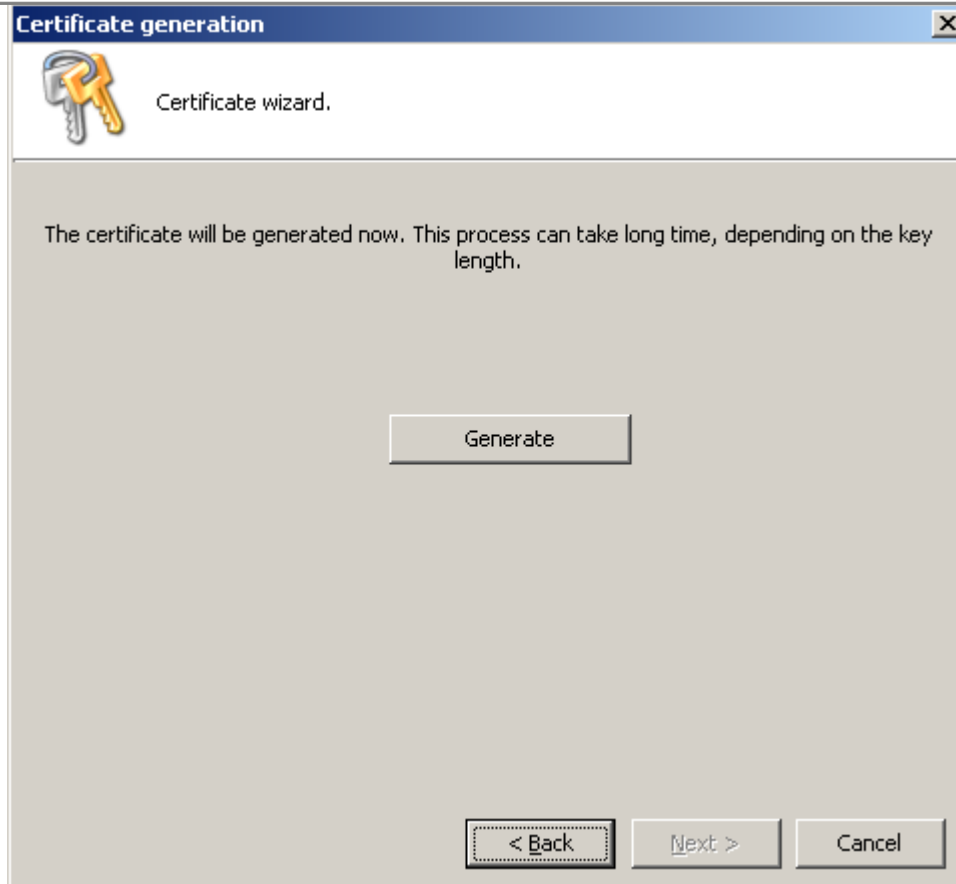 Certificate generation
Certificate wizard.
The certificate will be generated now. This process can take long time, depending on the key
length.
Generate
< Back
Next >
Cancel